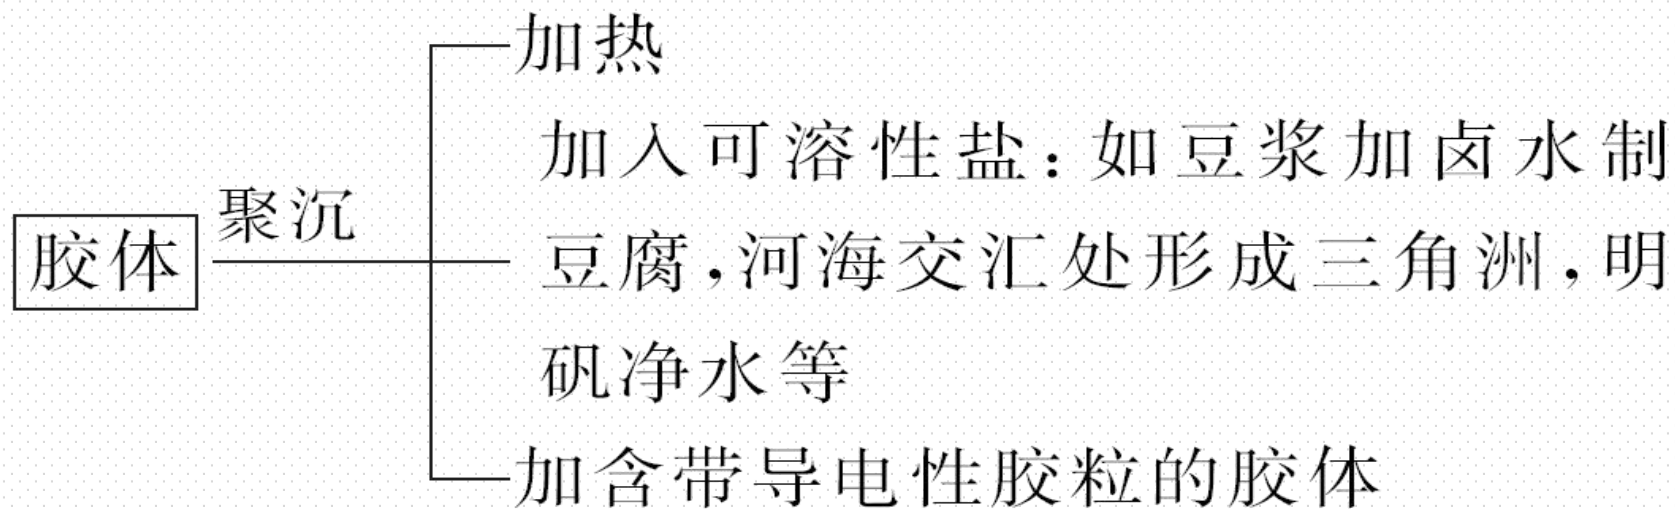 加热
加入可溶性盐:如豆浆加卤水制
聚沉
胶体
豆腐,河海交汇处形成三角洲,明
矾净水等
加含带导电性胶粒的胶体